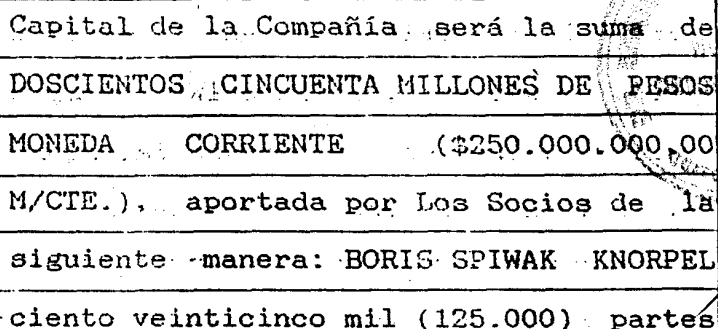 Capital de la Compañía será la suma de
DOSCIENTOS CINCUENTA MILLONES DE PESOS
MONEDA CORRIENTE ($250.000.000,00
M/CTE.), aportada por Los Socios de la
siguiente manera: BORIS SPIWAK KNORPEL
ciento veinticinco mil (125.000) partes